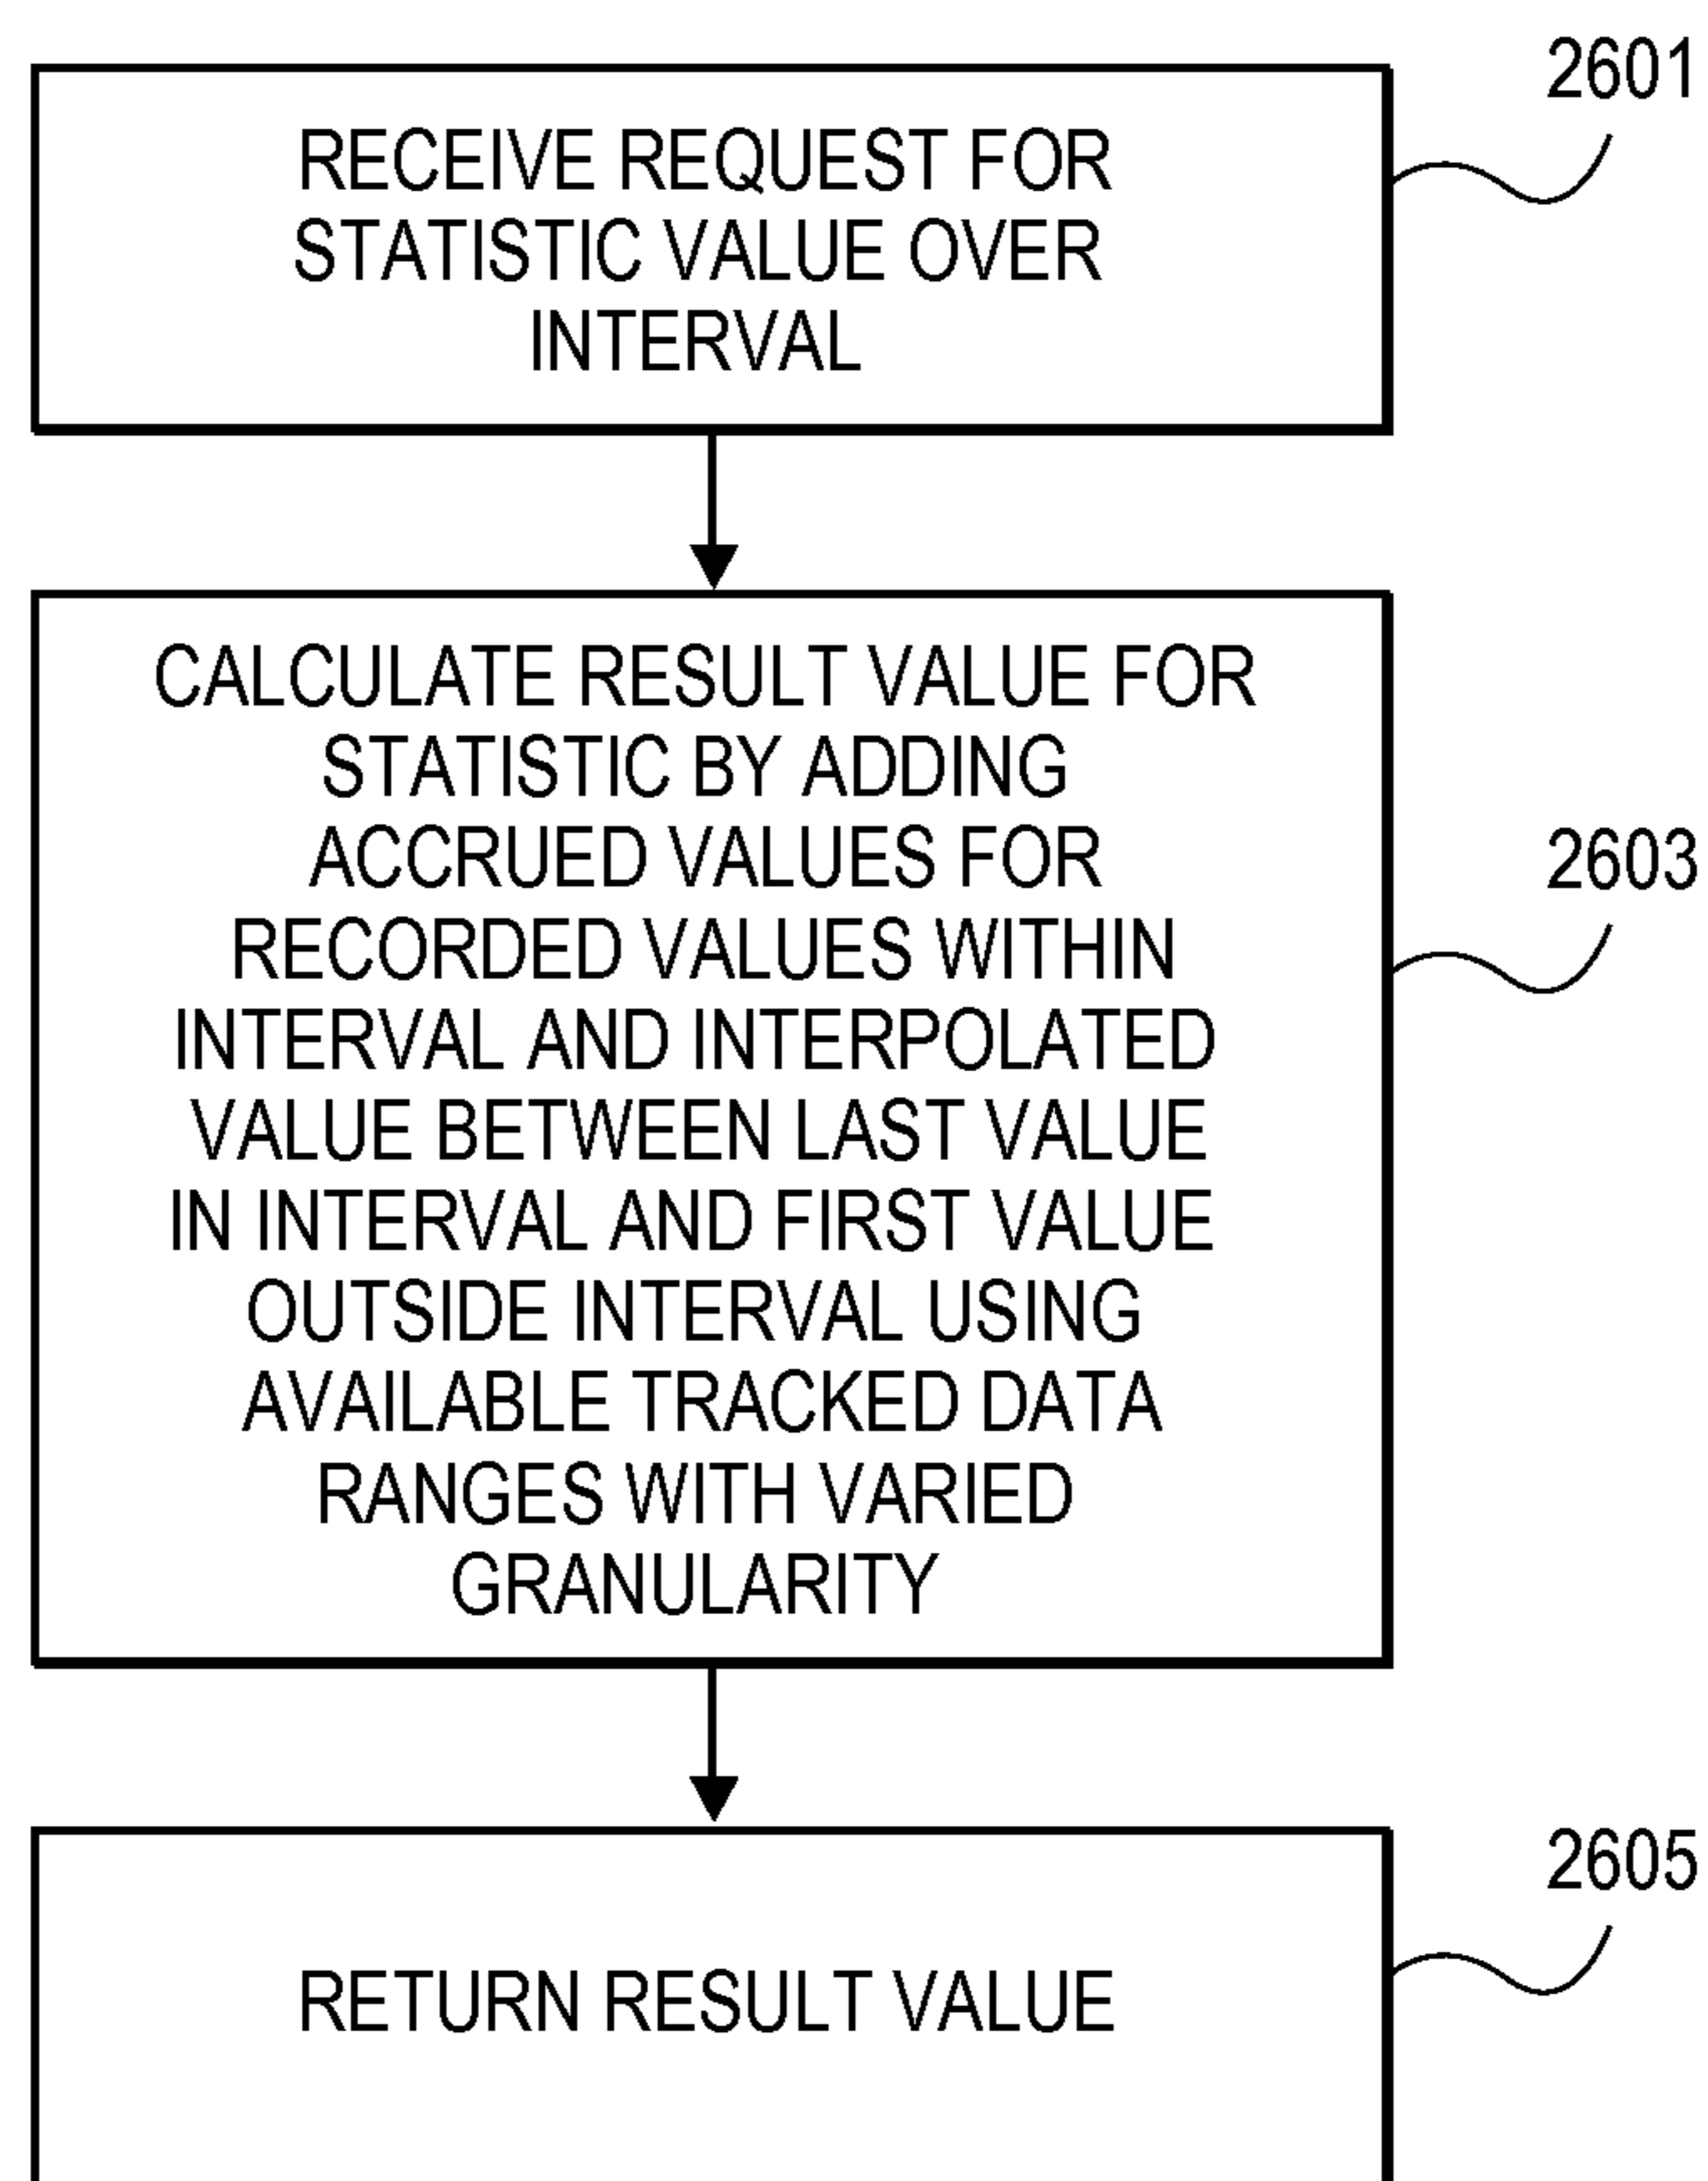 2601
RECEIVE REQUEST FOR
STATISTIC VALUE OVER
INTERVAL
CALCULATE RESULT VALUE FOR
STATISTIC BY ADDING
ACCRUED VALUES FOR
RECORDED VALUES WITHIN
INTERVAL AND INTERPOLATED
VALUE BETWEEN LAST VALUE
IN INTERVAL AND FIRST VALUE
OUTSIDE INTERVAL USING
AVAILABLE TRACKED DATA
RANGES WITH VARIED
GRANULARITY
2603
2605
RETURN RESULT VALUE